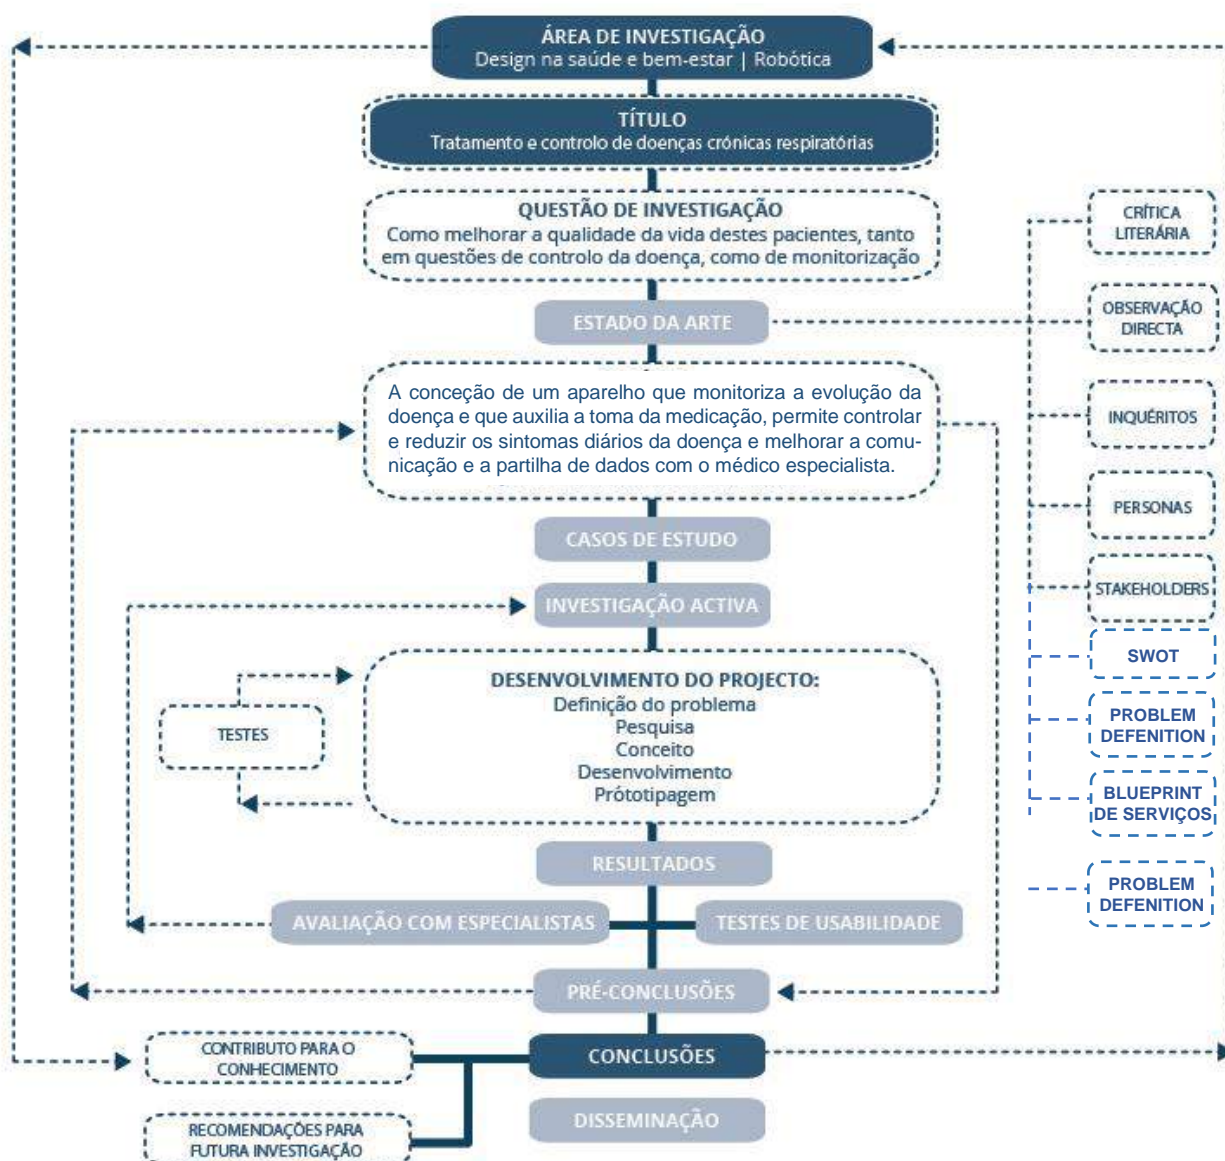 ÁREA DE INVESTIGAÇÃO
Design na saúde e bem-estar | Robótica
TÍTULO
Tratamento e controlo de doenças crónicas respiratórias
QUESTÃO DE INVESTIGAÇÃO
Como melhorar a qualidade da vida destes pacientes, tanto
em questões de controlo da doença, como de monitorização
ESTADO DA ARTE
A conceção de um aparelho que monitoriza a evolução da
doença e que auxilia a toma da medicação, permite controlar
e reduzir os sintomas diários da doença e melhorar a comu-
nicação e a partilha de dados com o médico especialista.
CASOS DE ESTUDO
INVESTIGAÇÃO ACTIVA
DESENVOLVIMENTO DO PROJECTO:
Definição do problema
Pesquisa
Conceito
Desenvolvimento
Prótotipagem
TESTES
RESULTADOS
AVALIAÇÃO COM ESPECIALISTAS
TESTES DE USABILIDADE
PRÉ-CONCLUSÕES
CONCLUSÕES
DISSEMINAÇÃO
CONTRIBUTO PARA O
CONHECIMENTO
RECOMENDAÇÕES PARA
FUTURA INVESTIGAÇÃO
CRÍTICA
LITERÁRIA
OBSERVAÇÃO
DIRECTA
INQUÉRITOS
PERSONAS
STAKEHOLDERS
SWOT
PROBLEM
DEFENITION
BLUEPRINT
DE SERVIÇOS
PROBLEM
DEFENITION